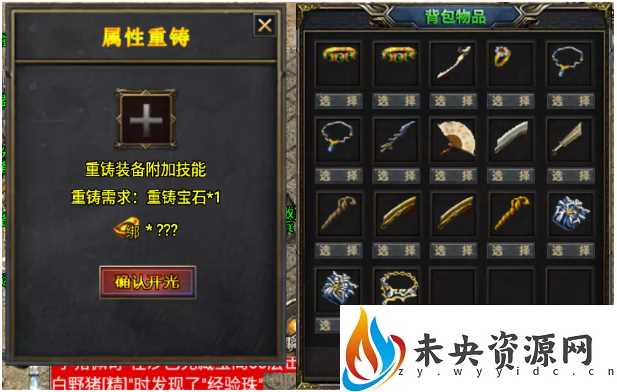 属性重铸
重铸装备附加技能
重铸需求：重铸宝石*1
绑 * ???
确认开光
背包物品
选 择 选 择 选 择 选 择 选 择
选 择 选 择 选 择 选 择 选 择
选 择 选 择 选 择 选 择 选 择
选
白野猪[精]"时发现了"经验珠"
未央资源网
zy.wyyidc.cn